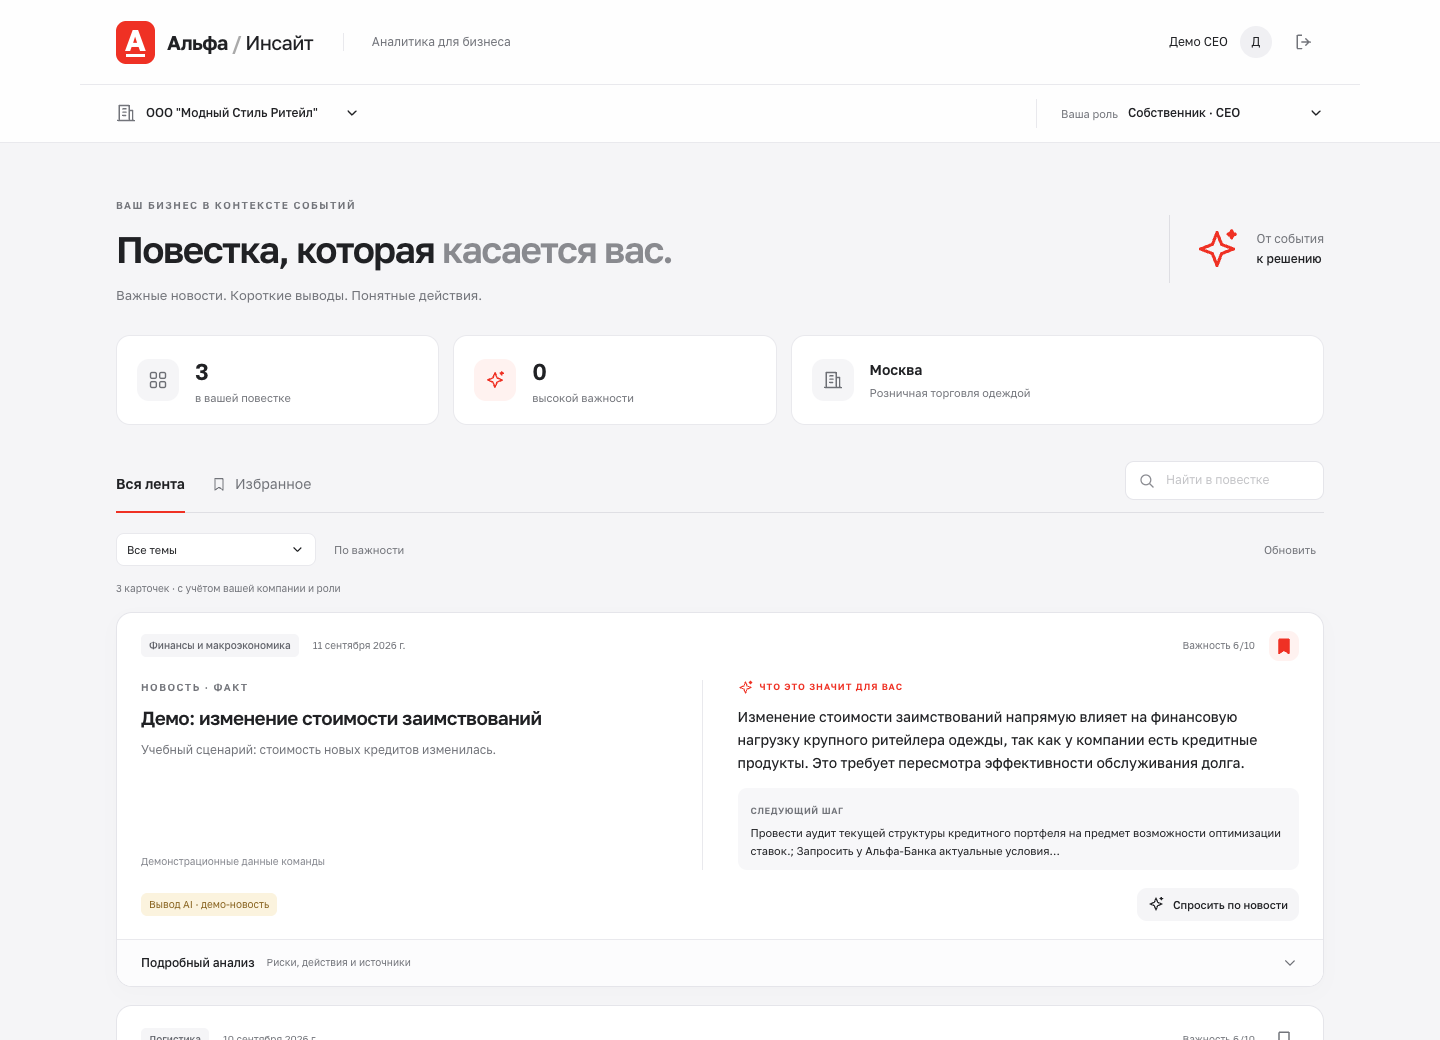 Альфа / Инсайт
Аналитика для бизнеса
Демо CEO
Д
ООО "Модный Стиль Ритейл"
Ваша роль
Собственник · CEO
ВАШ БИЗНЕС В КОНТЕКСТЕ СОБЫТИЙ
Повестка, которая касается вас.
Важные новости. Короткие выводы. Понятные действия.
От события
к решению
3
в вашей повестке
0
высокой важности
Москва
Розничная торговля одеждой
Вся лента
Избранное
Найти в повестке
Все темы
По важности
Обновить
3 карточек · с учётом вашей компании и роли
Финансы и макроэкономика
11 сентября 2026 г.
Важность 6/10
НОВОСТЬ · ФАКТ
Демо: изменение стоимости заимствований
Учебный сценарий: стоимость новых кредитов изменилась.
Демонстрационные данные команды
ЧТО ЭТО ЗНАЧИТ ДЛЯ ВАС
Изменение стоимости заимствований напрямую влияет на финансовую
нагрузку крупного ритейлера одежды, так как у компании есть кредитные
продукты. Это требует пересмотра эффективности обслуживания долга.
СЛЕДУЮЩИЙ ШАГ
Провести аудит текущей структуры кредитного портфеля на предмет возможности оптимизации
ставок.; Запросить у Альфа-Банка актуальные условия…
Вывод AI · демо-новость
Спросить по новости
Подробный анализ
Риски, действия и источники
Логистика
10 сентября 2026 г.
Важность 6/10